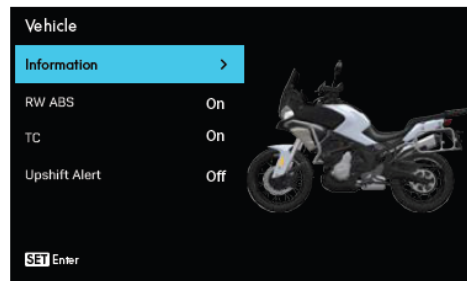 Vehicle
Information >
RW ABS On
TC On
Upshift Alert Off
SET Enter